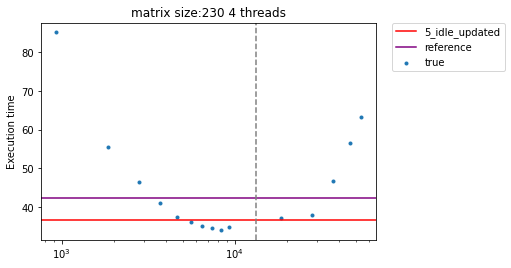 matrix size:230 4 threads
Execution time
80
70
60
50
40
10³
10⁴
5_idle_updated
reference
true